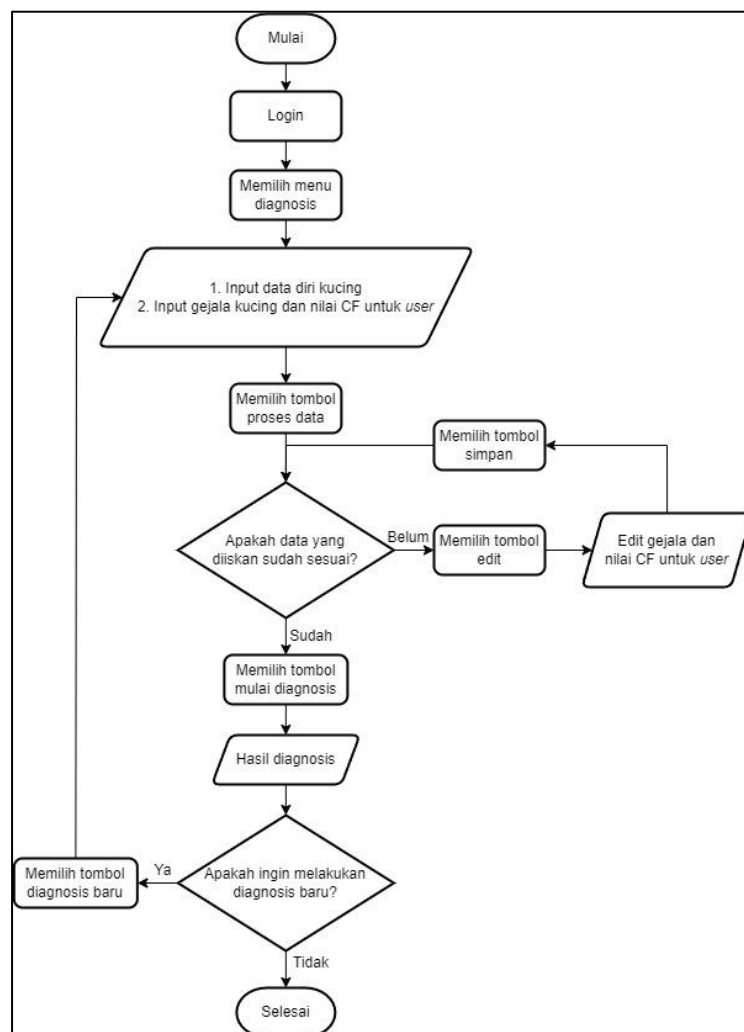 Mulai
Login
Memilih menu
diagnosis
1. Input data diri kucing
2. Input gejala kucing dan nilai CF untuk user
Memilih tombol
proses data
Memilih tombol
simpan
Apakah data yang
diiskan sudah sesuai?
Belum
Memilih tombol
edit
Edit gejala dan
nilai CF untuk user
Sudah
Memilih tombol
mulai diagnosis
Hasil diagnosis
Apakah ingin melakukan
diagnosis baru?
Ya
Memilih tombol
diagnosis baru
Tidak
Selesai